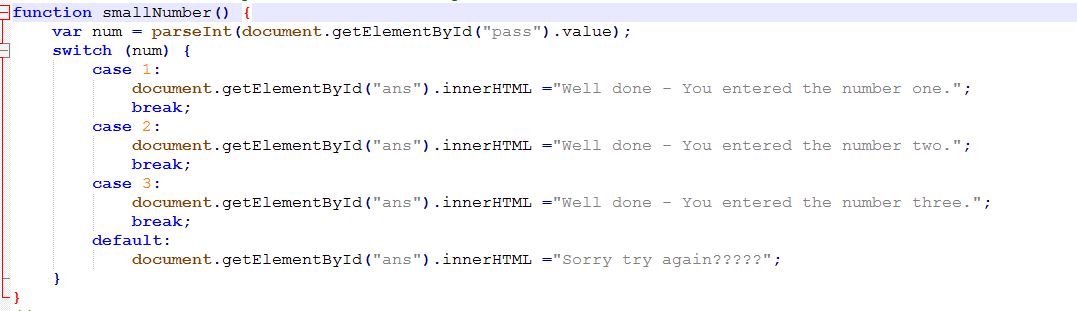 function smallNumber() {
    var num = parseInt(document.getElementById("pass").value);
    switch (num) {
        case 1:
            document.getElementById("ans").innerHTML ="Well done - You entered the number one.";
            break;
        case 2:
            document.getElementById("ans").innerHTML ="Well done - You entered the number two.";
            break;
        case 3:
            document.getElementById("ans").innerHTML ="Well done - You entered the number three.";
            break;
        default:
            document.getElementById("ans").innerHTML ="Sorry try again?????";
    }
}